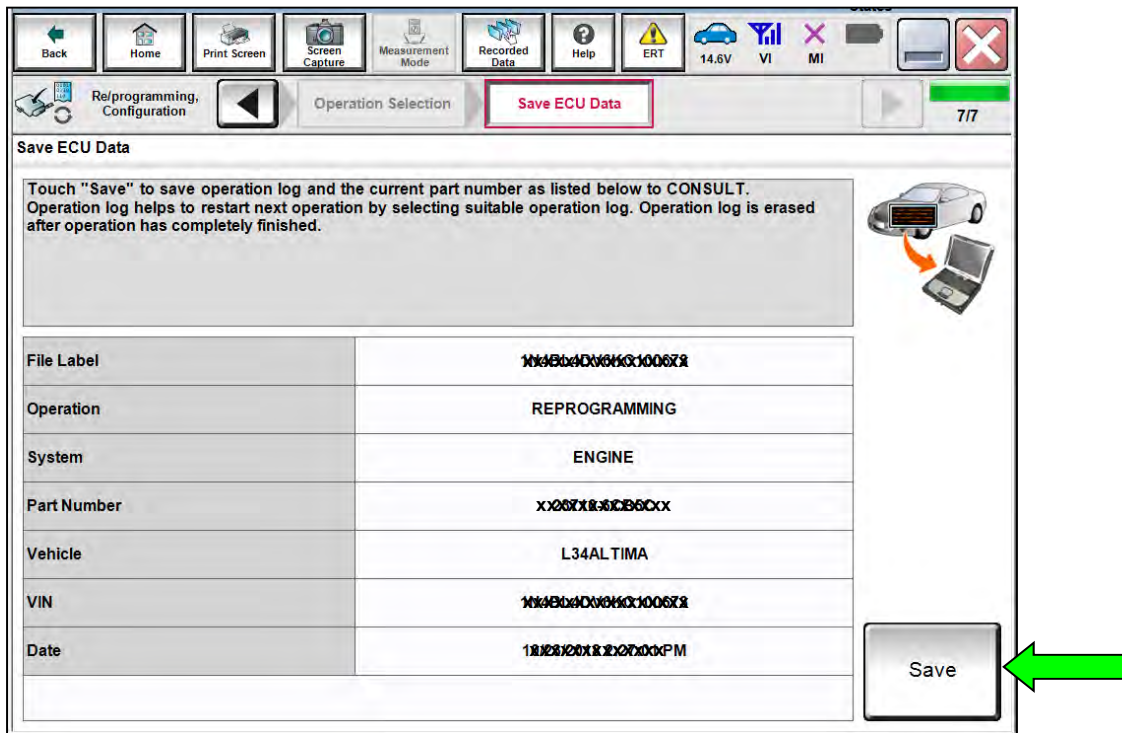 States
Back
Home
Print Screen
Screen Capture
Measurement Mode
Recorded Data
Help
ERT
14.6V
VI
MI
Re/programming, Configuration
Operation Selection
Save ECU Data
7/7
Save ECU Data
Touch "Save" to save operation log and the current part number as listed below to CONSULT.
Operation log helps to restart next operation by selecting suitable operation log. Operation log is erased
after operation has completely finished.
File Label
Operation
REPROGRAMMING
System
ENGINE
Part Number
Vehicle
L34ALTIMA
VIN
Date
PM
Save